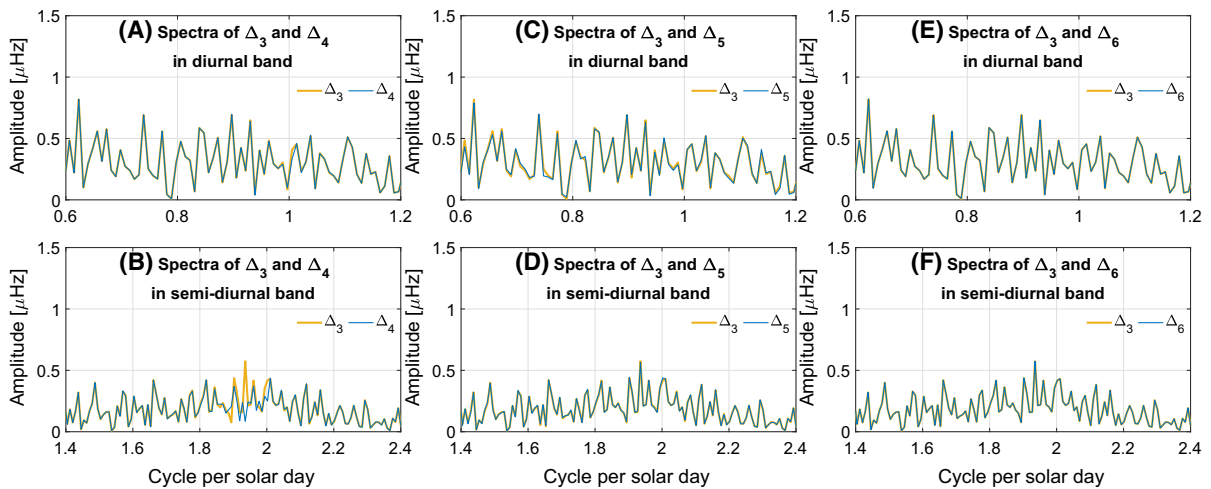 (A) Spectra of Δ3 and Δ4
in diurnal band
Δ3 Δ4
Amplitude [μHz]
1.5
1
0.5
0
0.6 0.8 1 1.2
(C) Spectra of Δ3 and Δ5
in diurnal band
Δ3 Δ5
Amplitude [μHz]
1.5
1
0.5
0
0.6 0.8 1 1.2
(E) Spectra of Δ3 and Δ6
in diurnal band
Δ3 Δ6
Amplitude [μHz]
1.5
1
0.5
0
0.6 0.8 1 1.2
(B) Spectra of Δ3 and Δ4
in semi-diurnal band
Δ3 Δ4
Amplitude [μHz]
1.5
1
0.5
0
1.4 1.6 1.8 2 2.2 2.4
Cycle per solar day
(D) Spectra of Δ3 and Δ5
in semi-diurnal band
Δ3 Δ5
Amplitude [μHz]
1.5
1
0.5
0
1.4 1.6 1.8 2 2.2 2.4
Cycle per solar day
(F) Spectra of Δ3 and Δ6
in semi-diurnal band
Δ3 Δ6
Amplitude [μHz]
1.5
1
0.5
0
1.4 1.6 1.8 2 2.2 2.4
Cycle per solar day